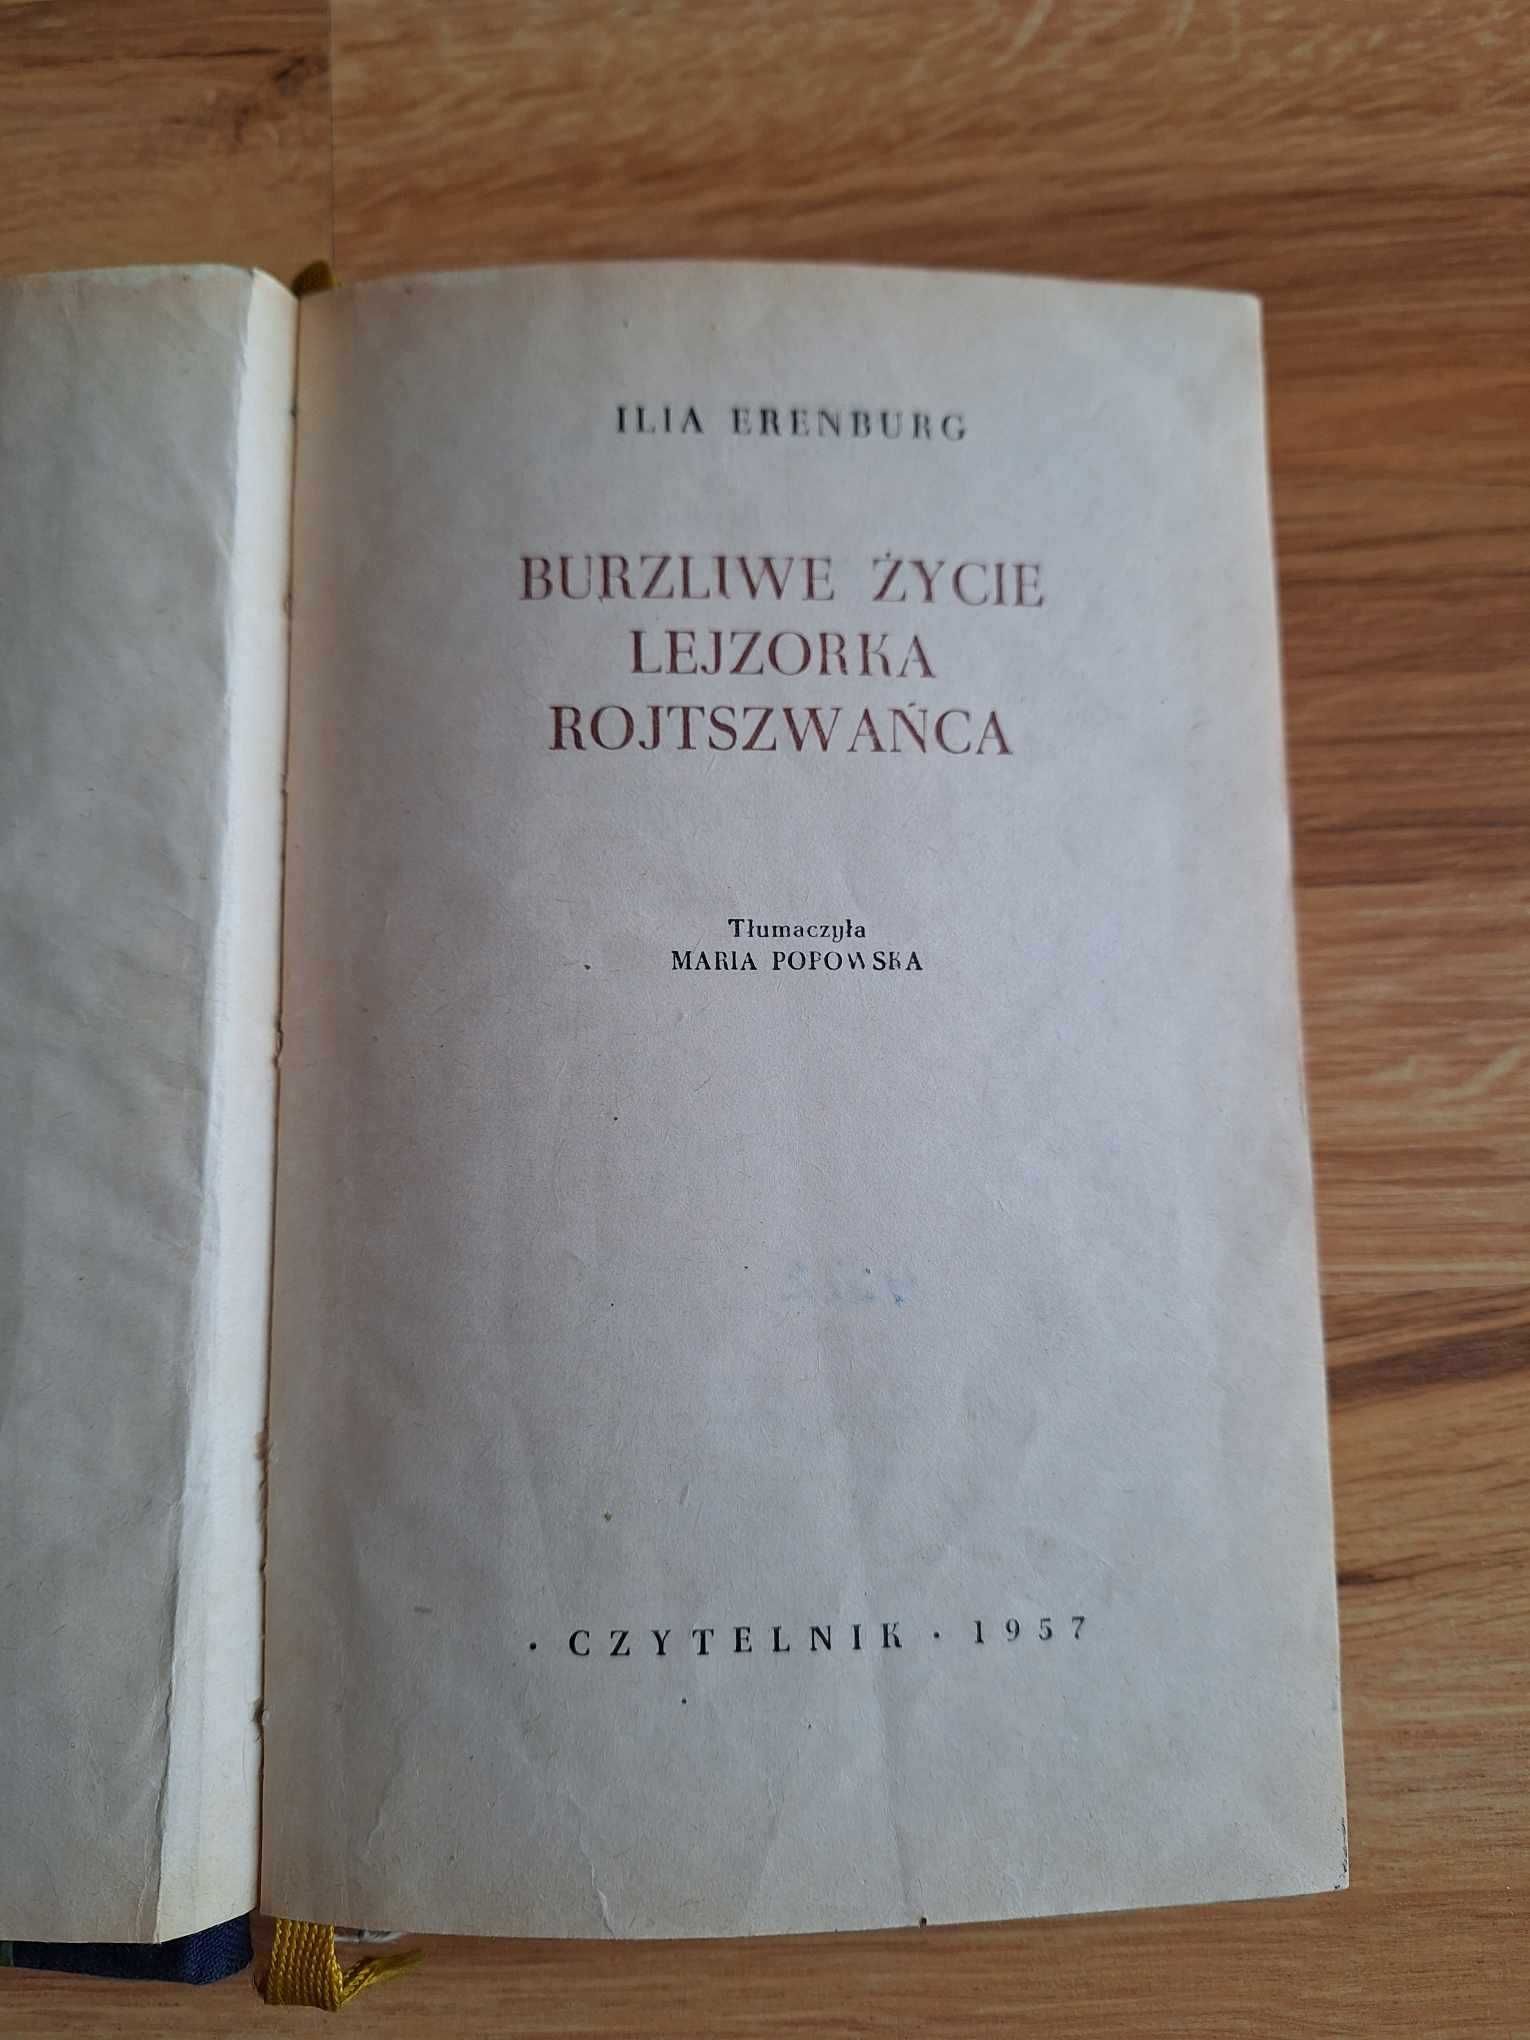 ILIA ERENBURG
BURZLIWE ŻYCIE
LEJZORKA
ROJTSZWAŃCA
Tłumaczyła
MARIA POPOWSKA
· CZYTELNIK · 1957